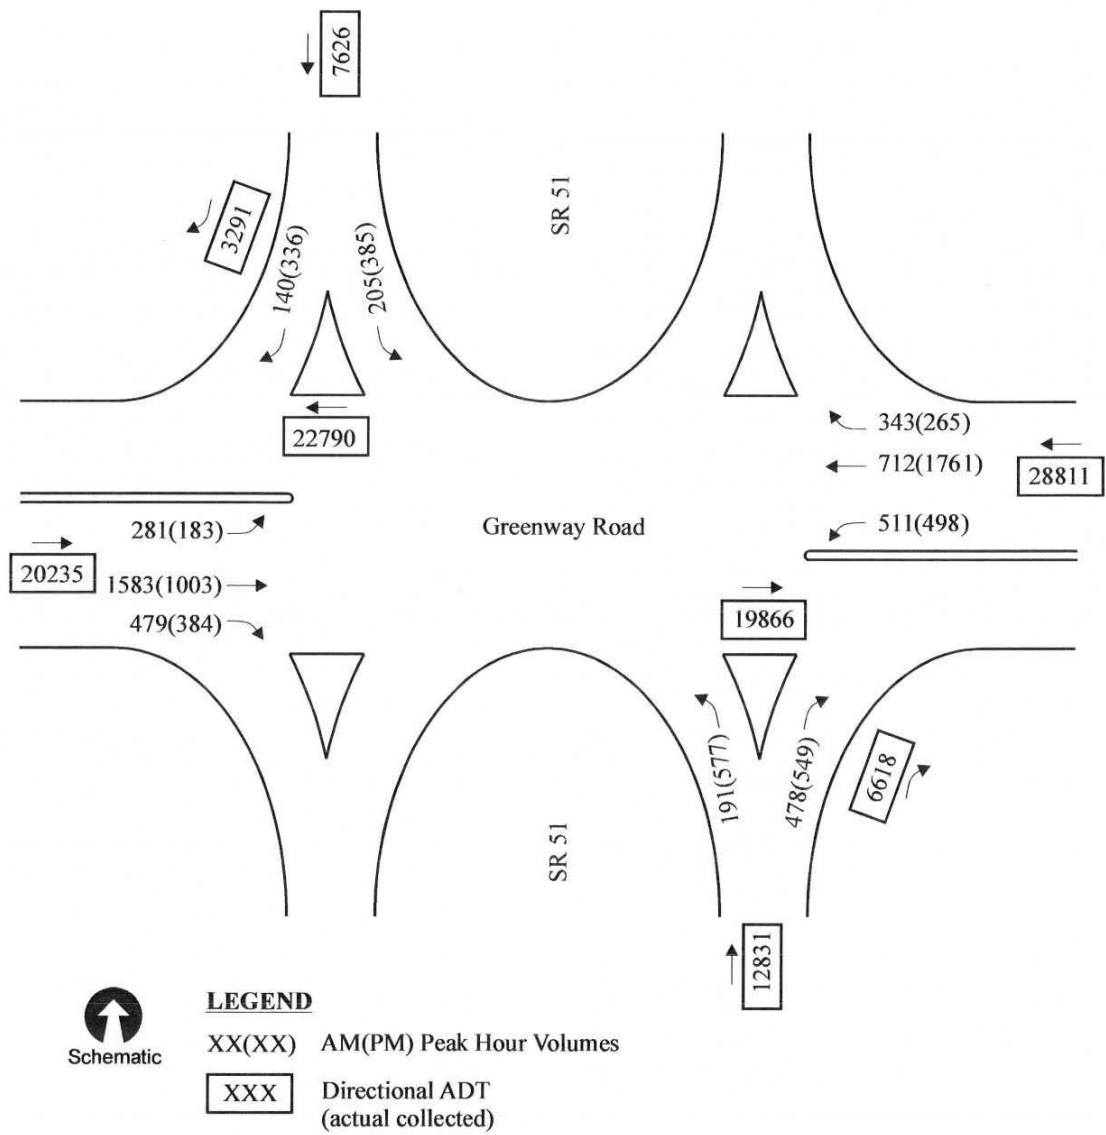 7626
SR 51
3291
140(336)
205(385)
22790
343(265)
712(1761)
28811
281(183)
Greenway Road
511(498)
20235
1583(1003)
19866
479(384)
191(577)
478(549)
6618
SR 51
12831
LEGEND
Schematic
XX(XX) AM(PM) Peak Hour Volumes
XXX Directional ADT
(actual collected)